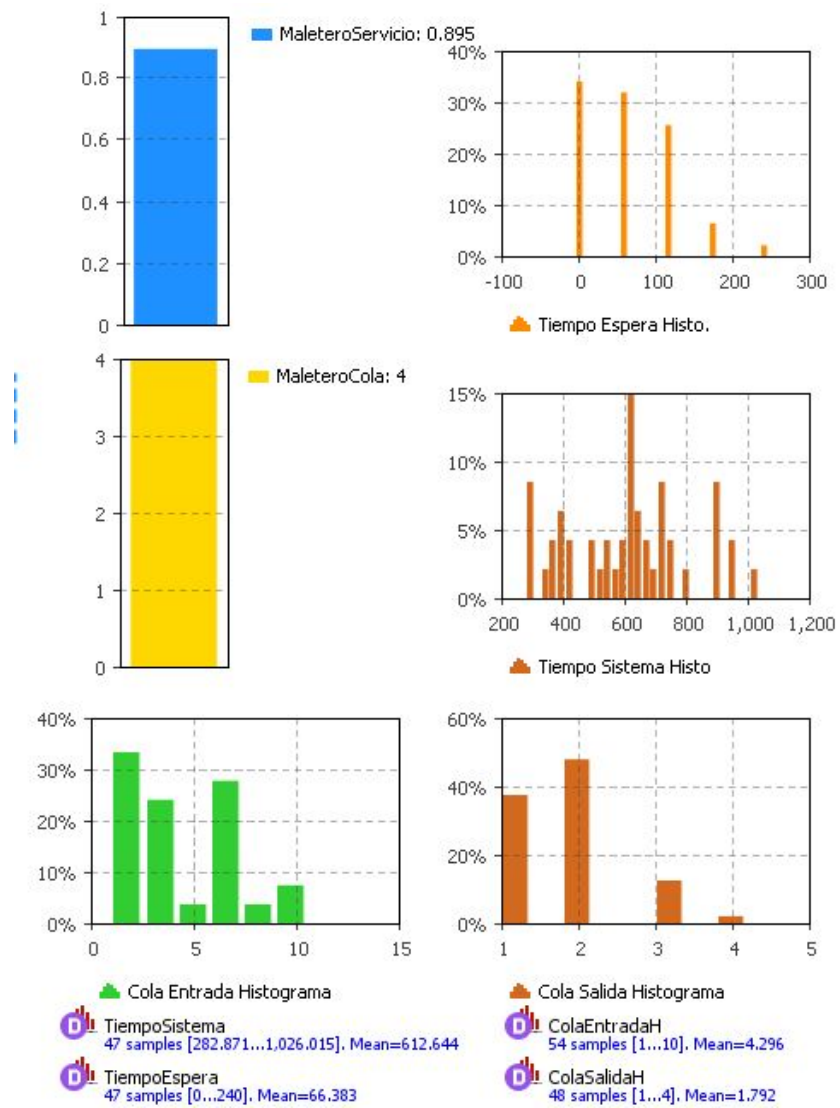 1
0.8
0.6
0.4
0.2
0
MaleteroServicio: 0.895
40%
30%
20%
10%
0%
-100 0 100 200 300
Tiempo Espera Histo.
4
3
2
1
0
MaleteroCola: 4
15%
10%
5%
0%
200 400 600 800 1,000 1,200
Tiempo Sistema Histo
40%
30%
20%
10%
0%
0 5 10 15
Cola Entrada Histograma
60%
40%
20%
0%
1 2 3 4 5
Cola Salida Histograma
D TiempoSistema
47 samples [282.871...1,026.015]. Mean=612.644
D TiempoEspera
47 samples [0...240]. Mean=66.383
D ColaEntradaH
54 samples [1...10]. Mean=4.296
D ColaSalidaH
48 samples [1...4]. Mean=1.792